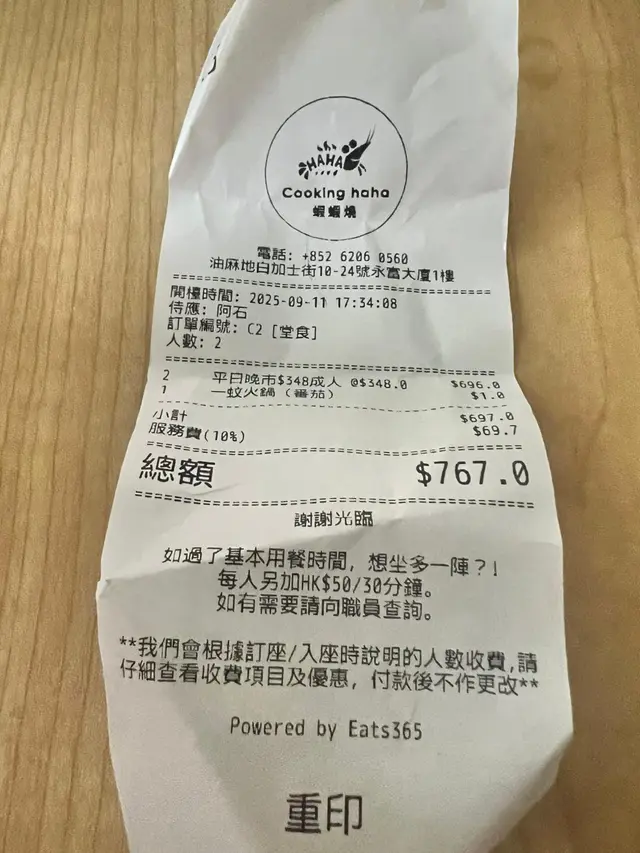 HAHA
Cooking haha
蝦蝦燒
電話: +852 6206 0560
油麻地白加士街10-24號永富大廈1樓
開檯時間: 2025-09-11 17:34:08
侍應: 阿石
訂單編號: C2 [堂食]
人數: 2
2 平日晚市$348成人 @$348.0 $696.0
1 一蚊火鍋 (番茄) $1.0
小計 $697.0
服務費(10%) $69.7
總額 $767.0
謝謝光臨
如過了基本用餐時間, 想坐多一陣?!
每人另加HK$50/30分鐘。
如有需要請向職員查詢。
**我們會根據訂座/入座時說明的人數收費,請
仔細查看收費項目及優惠, 付款後不作更改**
Powered by Eats365
重印